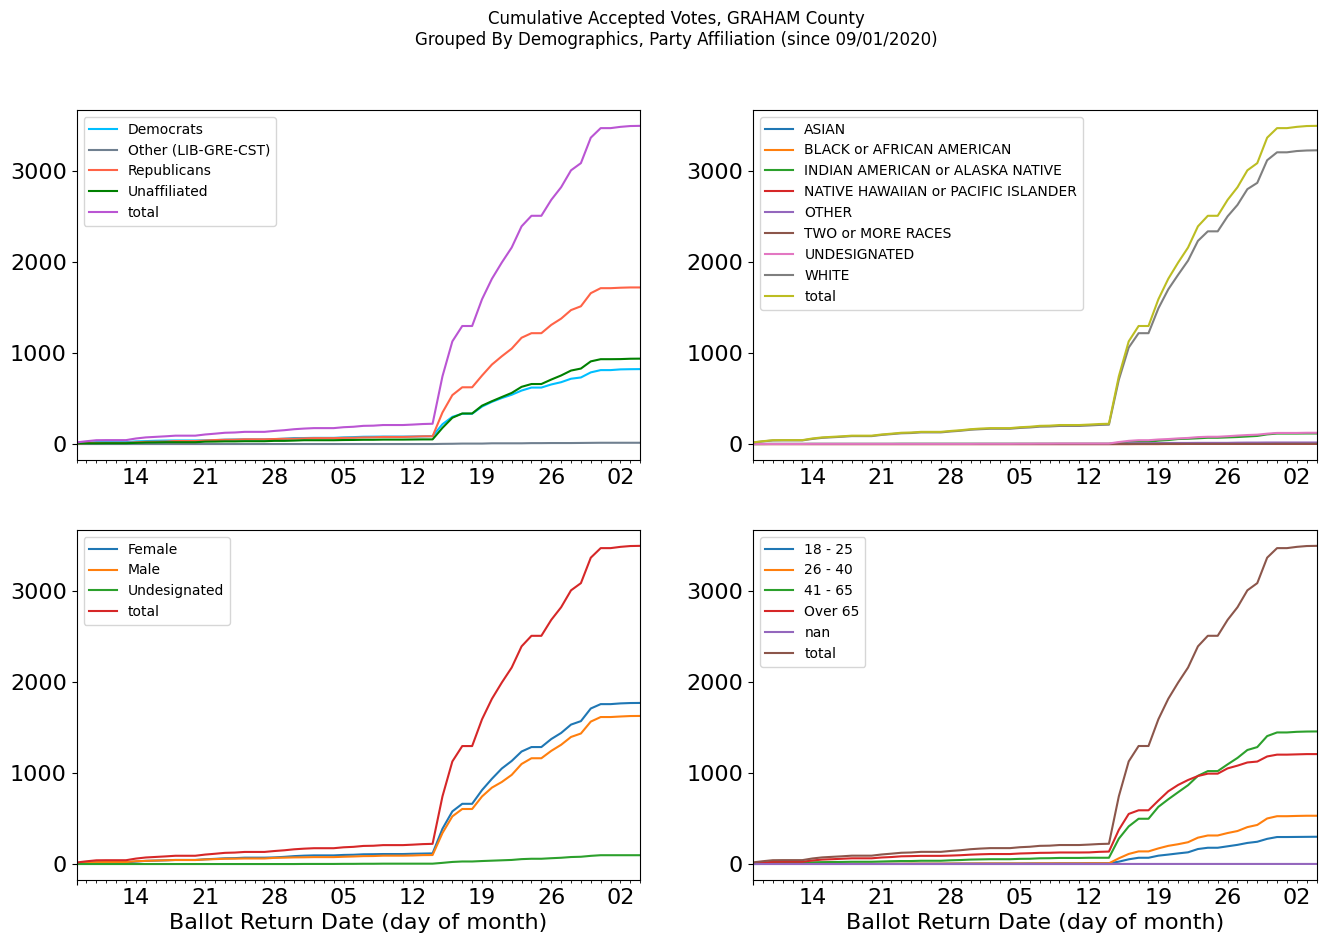 Cumulative Accepted Votes, GRAHAM County
Grouped By Demographics, Party Affiliation (since 09/01/2020)
Democrats
Other (LIB-GRE-CST)
Republicans
Unaffiliated
total
3000
2000
1000
0
14 21 28 05 12 19 26 02
ASIAN
BLACK or AFRICAN AMERICAN
INDIAN AMERICAN or ALASKA NATIVE
NATIVE HAWAIIAN or PACIFIC ISLANDER
OTHER
TWO or MORE RACES
UNDESIGNATED
WHITE
total
3000
2000
1000
0
14 21 28 05 12 19 26 02
Female
Male
Undesignated
total
3000
2000
1000
0
14 21 28 05 12 19 26 02
Ballot Return Date (day of month)
18 - 25
26 - 40
41 - 65
Over 65
nan
total
3000
2000
1000
0
14 21 28 05 12 19 26 02
Ballot Return Date (day of month)